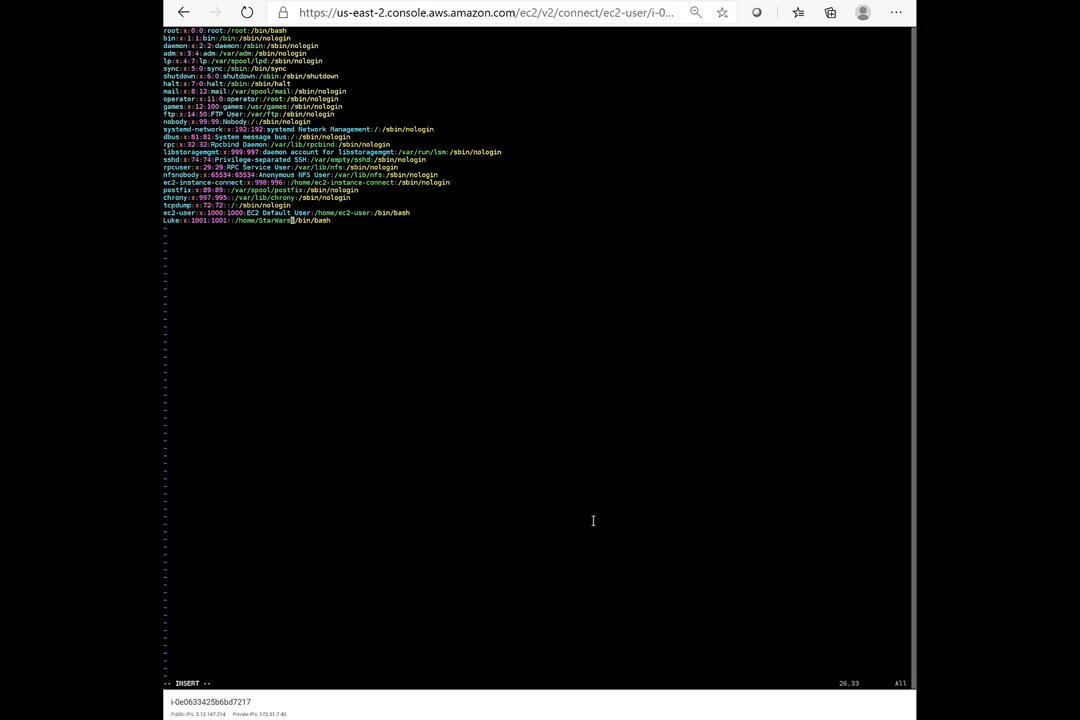 https://us-east-2.console.aws.amazon.com/ec2/v2/connect/ec2-user/i-0...
root:x:0:0:root:/root:/bin/bash
bin:x:1:1:bin:/bin:/sbin/nologin
daemon:x:2:2:daemon:/sbin:/sbin/nologin
adm:x:3:4:adm:/var/adm:/sbin/nologin
lp:x:4:7:lp:/var/spool/lpd:/sbin/nologin
sync:x:5:0:sync:/sbin:/bin/sync
shutdown:x:6:0:shutdown:/sbin:/sbin/shutdown
halt:x:7:0:halt:/sbin:/sbin/halt
mail:x:8:12:mail:/var/spool/mail:/sbin/nologin
operator:x:11:0:operator:/root:/sbin/nologin
games:x:12:100:games:/usr/games:/sbin/nologin
ftp:x:14:50:FTP User:/var/ftp:/sbin/nologin
nobody:x:99:99:Nobody:/:/sbin/nologin
systemd-network:x:192:192:systemd Network Management:/:/sbin/nologin
dbus:x:81:81:System message bus:/:/sbin/nologin
rpc:x:32:32:Rpcbind Daemon:/var/lib/rpcbind:/sbin/nologin
libstoragemgmt:x:999:997:daemon account for libstoragemgmt:/var/run/lsm:/sbin/nologin
sshd:x:74:74:Privilege-separated SSH:/var/empty/sshd:/sbin/nologin
rpcuser:x:29:29:RPC Service User:/var/lib/nfs:/sbin/nologin
nfsnobody:x:65534:65534:Anonymous NFS User:/var/lib/nfs:/sbin/nologin
ec2-instance-connect:x:998:996::/home/ec2-instance-connect:/sbin/nologin
postfix:x:89:89::/var/spool/postfix:/sbin/nologin
chrony:x:997:995::/var/lib/chrony:/sbin/nologin
tcpdump:x:72:72::/:/sbin/nologin
ec2-user:x:1000:1000:EC2 Default User:/home/ec2-user:/bin/bash
Luke:x:1001:1001::/home/StarWars:/bin/bash
-- INSERT -- 26,33 All
i-0e0633425b6bd7217
Public IPs: 3.12.147.214 Private IPs: 172.31.7.40